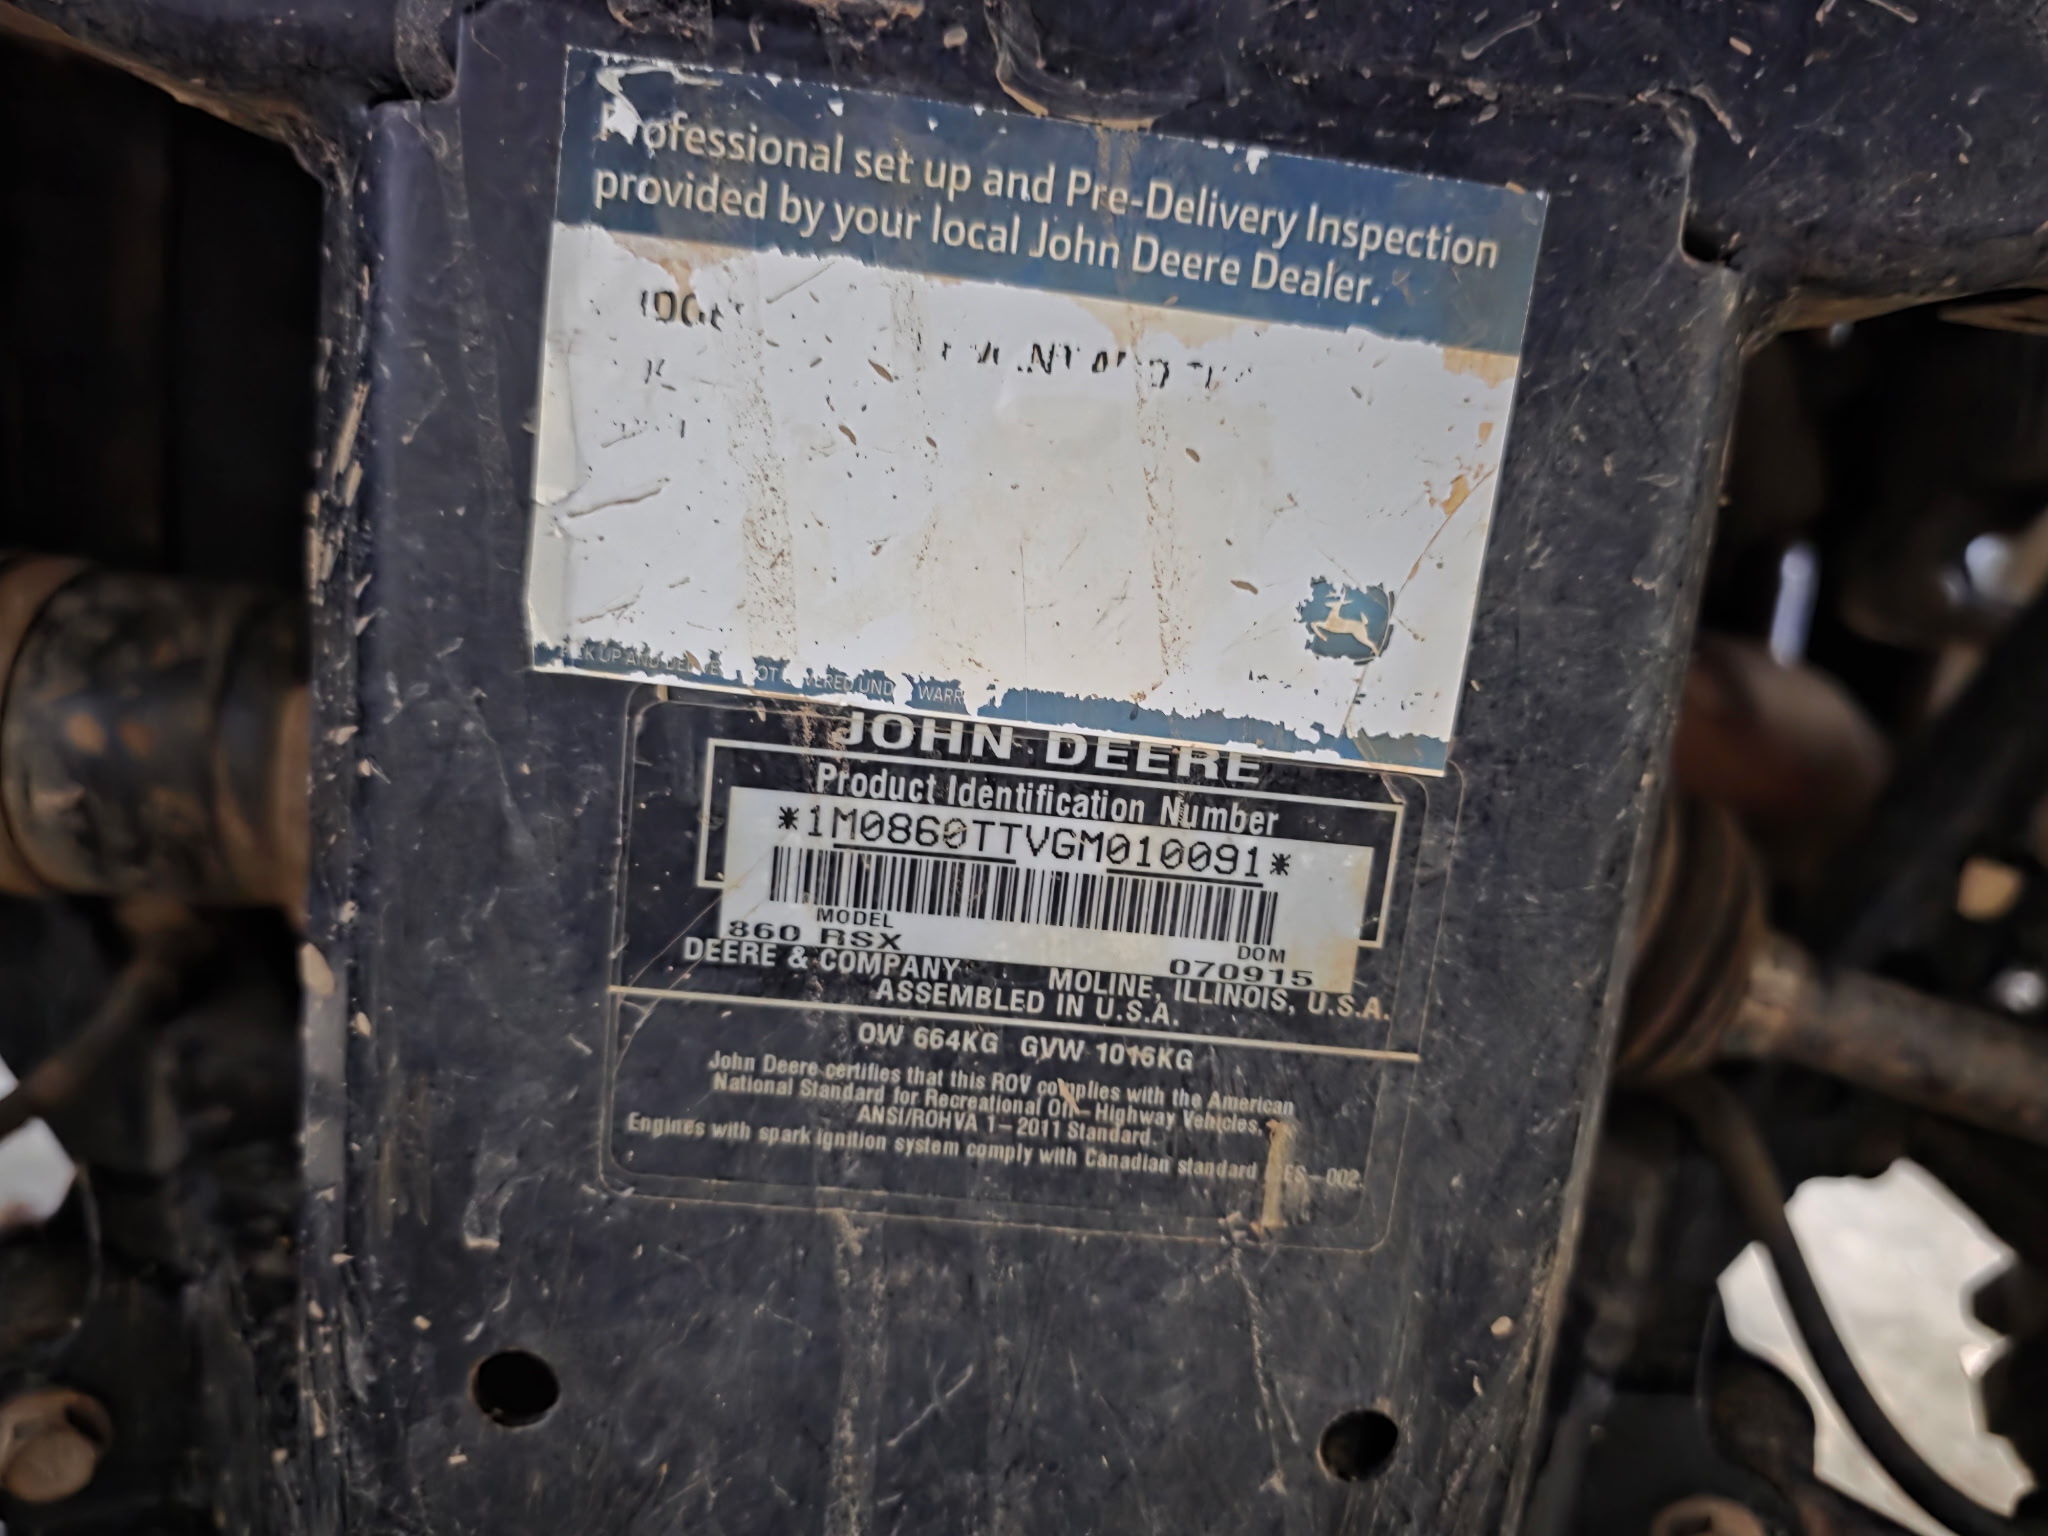 Professional set up and Pre-Delivery Inspection
provided by your local John Deere Dealer.
JOHN DEERE
Product Identification Number
*1M0860TTVGM010091*
MODEL
860 RSX
DOM
070915
DEERE & COMPANY MOLINE, ILLINOIS, U.S.A.
ASSEMBLED IN U.S.A.
OW 664KG GVW 1016KG
John Deere certifies that this ROV complies with the American
National Standard for Recreational Off-Highway Vehicles,
ANSI/ROHVA 1-2011 Standard.
Engines with spark ignition system comply with Canadian standard